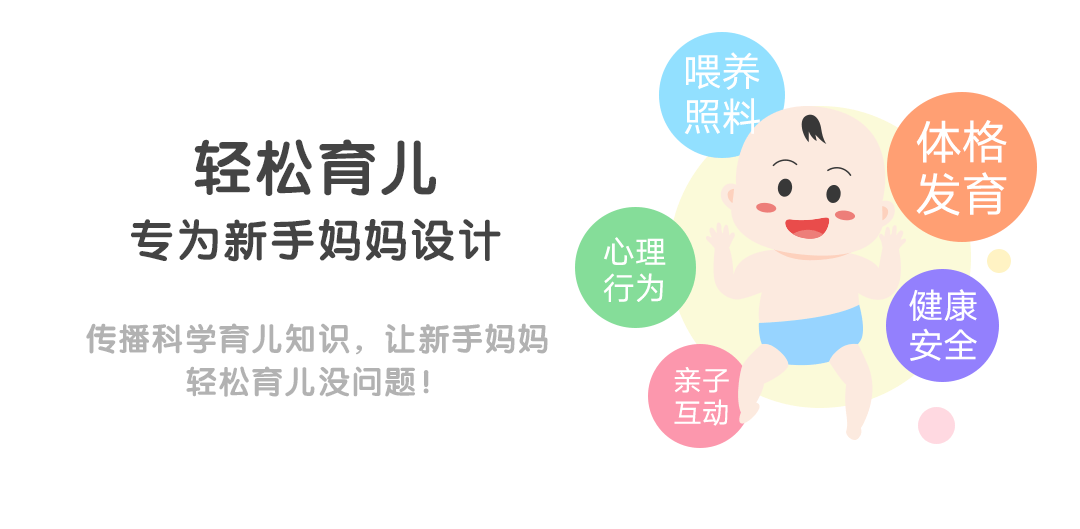 轻松育儿
专为新手妈妈设计
传播科学育儿知识，让新手妈妈
轻松育儿没问题！
喂养
照料
体格
发育
心理
行为
健康
安全
亲子
互动